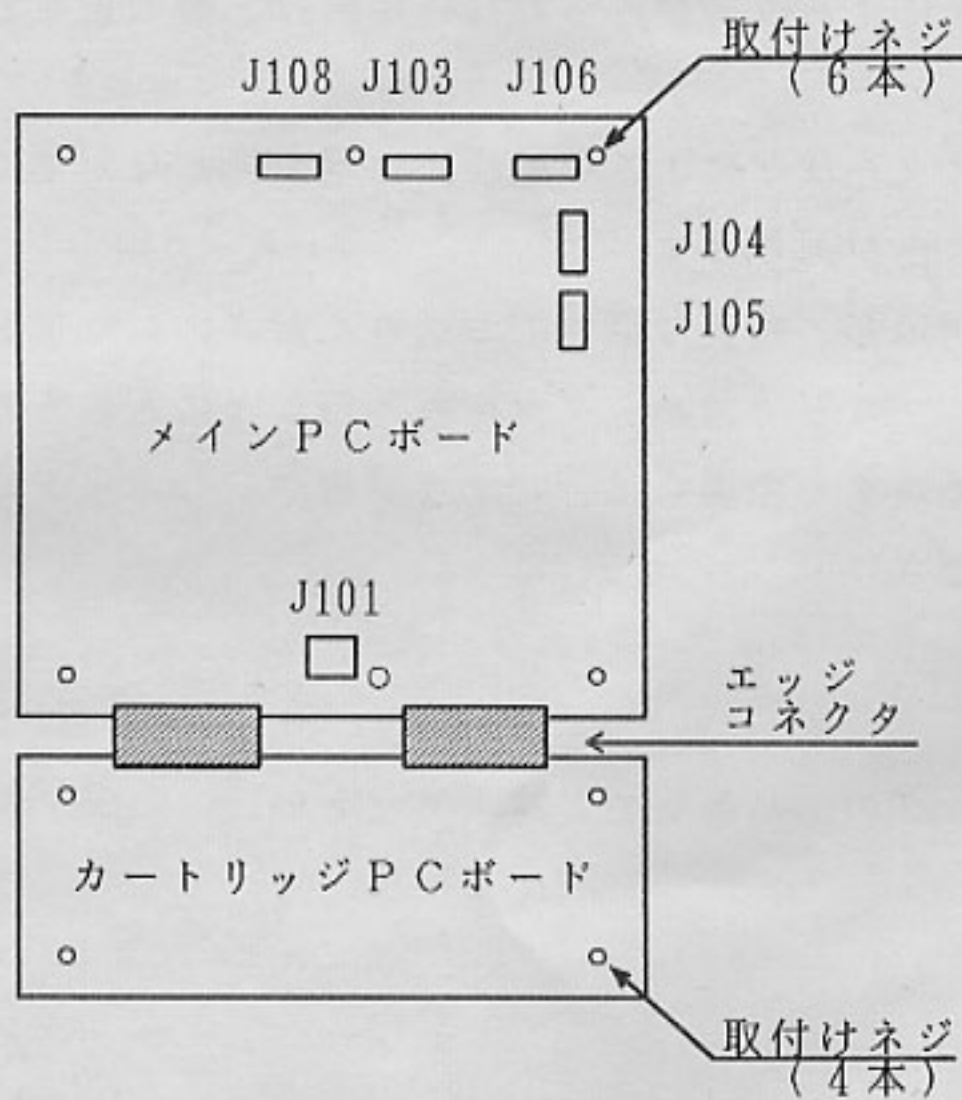 取付けネジ
(6本)
J108 J103 J106
J104
J105
メインPCボード
J101
エッジ
コネクタ
カートリッジPCボード
取付けネジ
(4本)